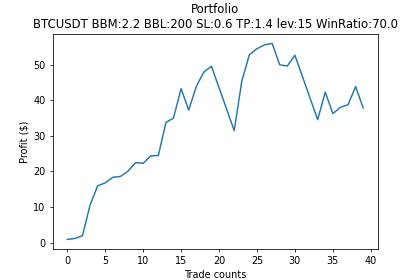 Portfolio
BTCUSDT BBM:2.2 BBL:200 SL:0.6 TP:1.4 lev:15 WinRatio:70.0
50
40
30
20
10
0
Profit ($)
0 5 10 15 20 25 30 35 40
Trade counts